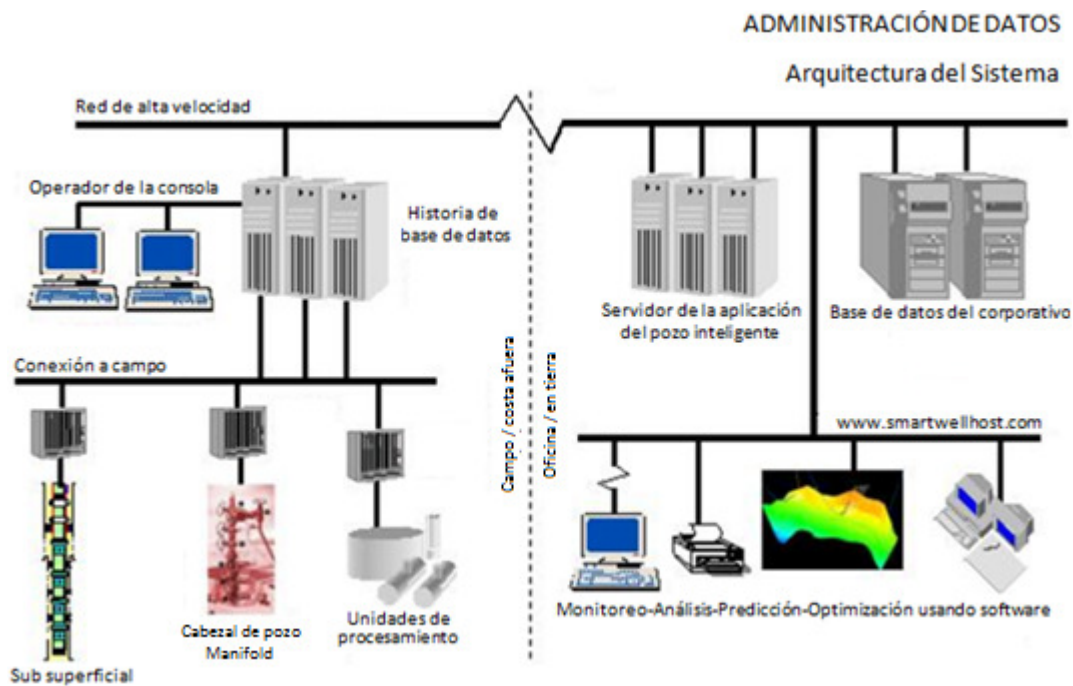 ADMINISTRACIÓN DE DATOS
Arquitectura del Sistema
Red de alta velocidad
Operador de la consola
Historia de
base de datos
Servidor de la aplicación
del pozo inteligente
Base de datos del corporativo
Conexión a campo
Campo / costa afuera
Oficina / en tierra
www.smartwellhost.com
Monitoreo-Análisis-Predicción-Optimización usando software
Unidades de
procesamiento
Cabezal de pozo
Manifold
Sub superficial